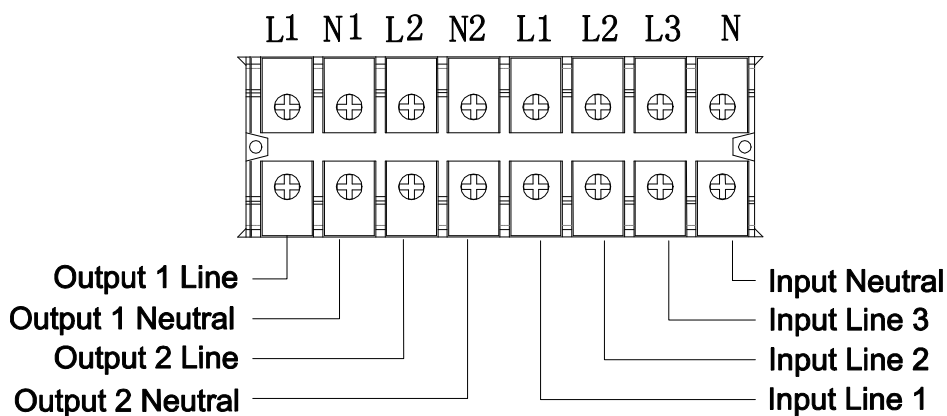 L1 N1 L2 N2 L1 L2 L3 N
Output 1 Line
Output 1 Neutral
Output 2 Line
Output 2 Neutral
Input Neutral
Input Line 3
Input Line 2
Input Line 1